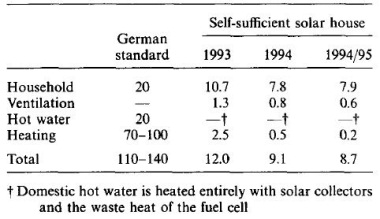 Self-sufficient solar house
German standard 1993 1994 1994/95
Household 20 10.7 7.8 7.9
Ventilation — 1.3 0.8 0.6
Hot water 20 —† —† —†
Heating 70–100 2.5 0.5 0.2
Total 110–140 12.0 9.1 8.7
† Domestic hot water is heated entirely with solar collectors
and the waste heat of the fuel cell